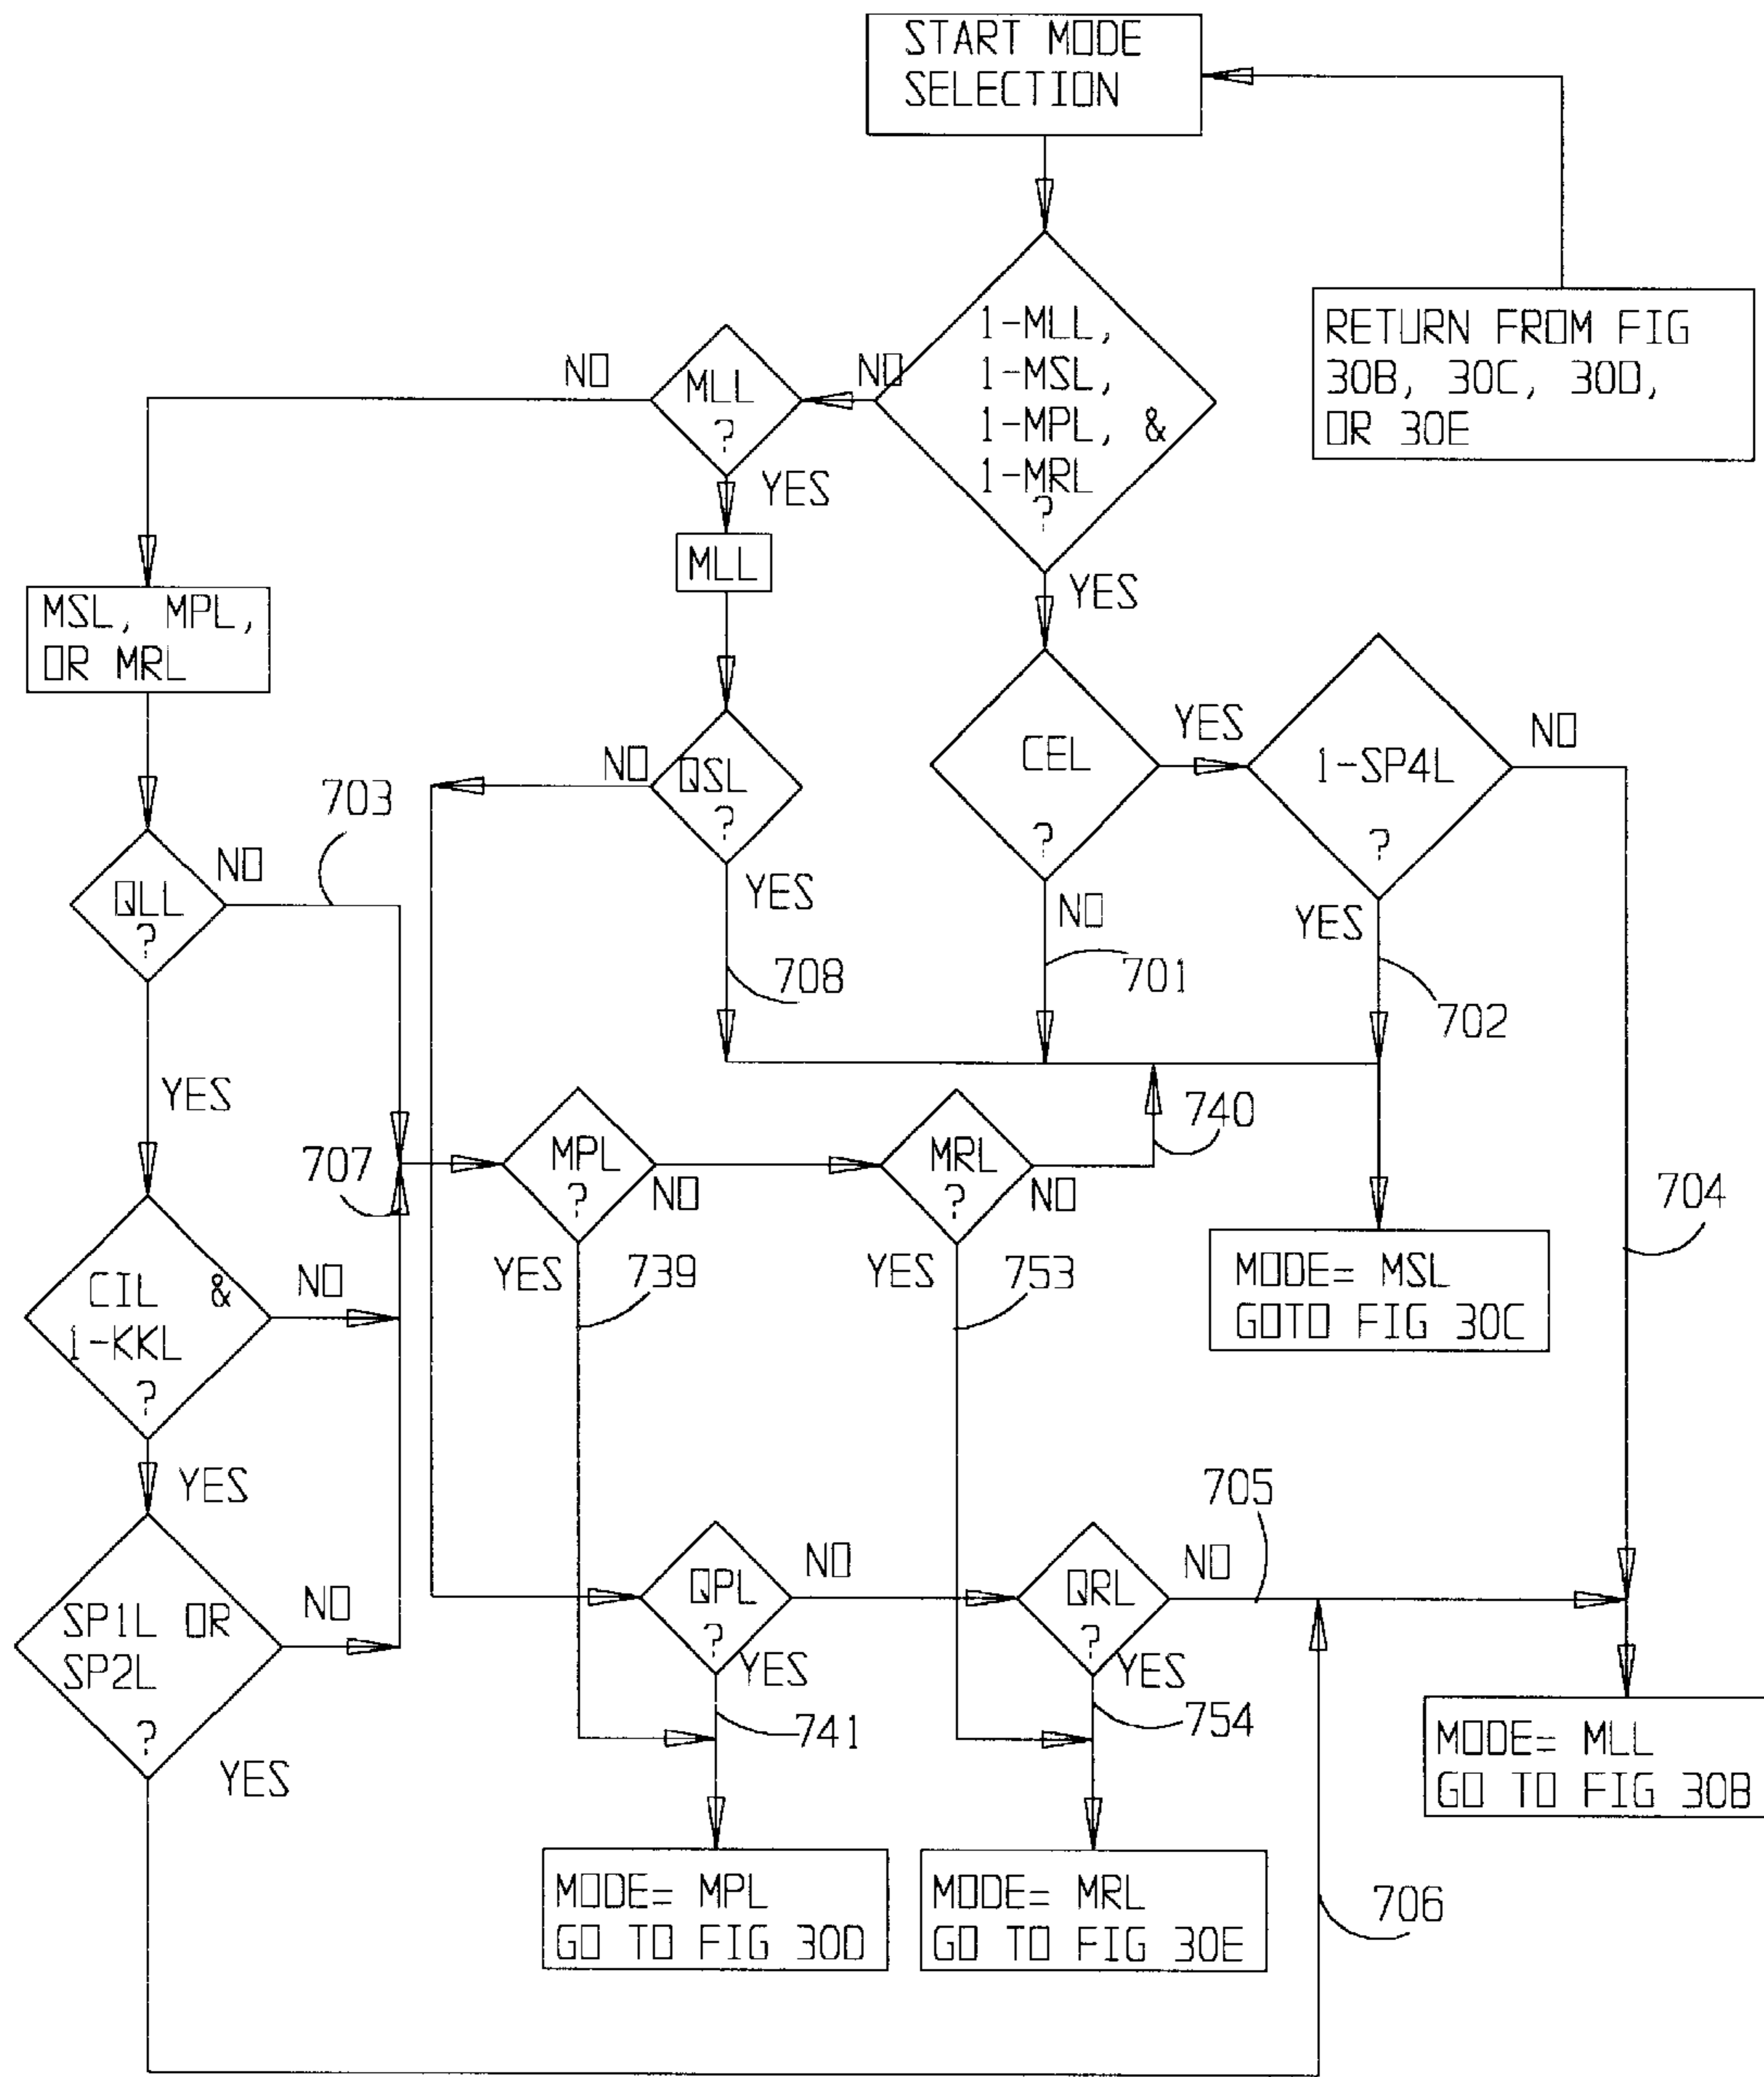 START MODE
SELECTION
RETURN FROM FIG
30B, 30C, 30D,
OR 30E
1-MLL,
1-MSL,
1-MPL, &
1-MRL
?
NO
YES
MLL
?
NO
YES
MLL
MSL, MPL,
OR MRL
CEL
?
YES
NO
701
1-SP4L
?
NO
YES
702
704
QSL
?
NO
YES
708
QLL
?
NO
703
YES
707
MPL
?
NO
YES
739
MRL
?
NO
740
YES
753
MODE= MSL
GOTO FIG 30C
CIL &
1-KKL
?
NO
YES
SP1L OR
SP2L
?
NO
YES
QPL
?
NO
YES
741
QRL
?
NO
705
YES
754
MODE= MLL
GO TO FIG 30B
MODE= MPL
GO TO FIG 30D
MODE= MRL
GO TO FIG 30E
706